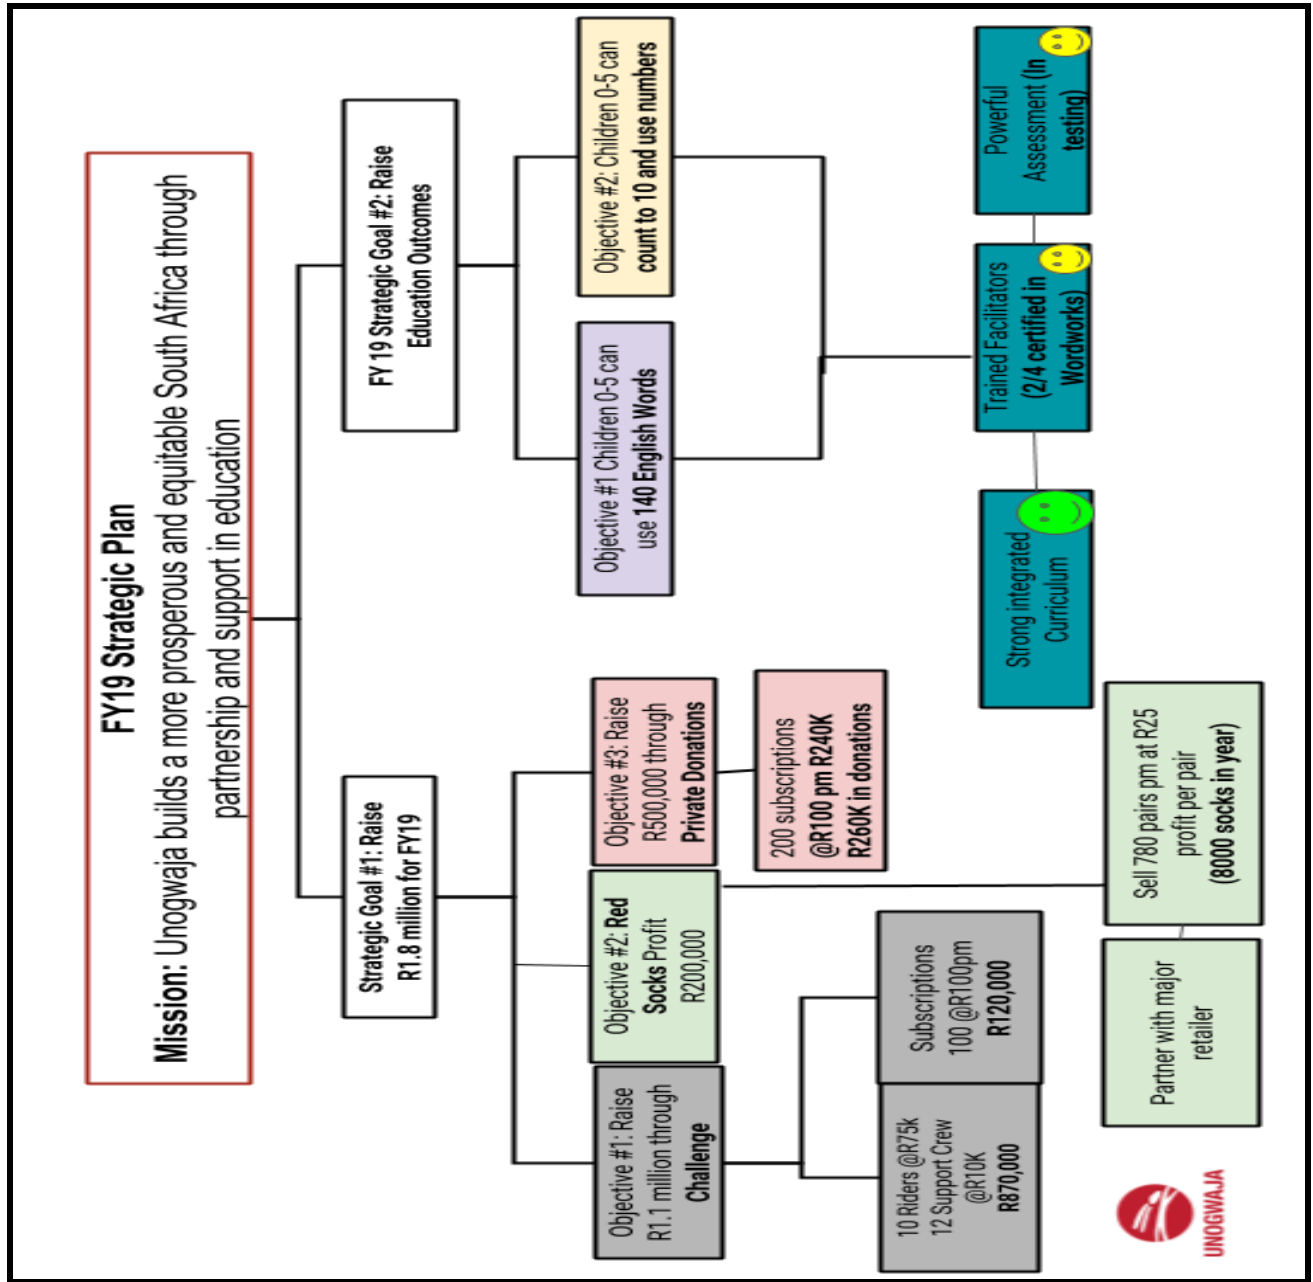 FY19 Strategic Plan
Mission: Unogwaja builds a more prosperous and equitable South Africa through
partnership and support in education
Strategic Goal #1: Raise
R1.8 million for FY19
FY 19 Strategic Goal #2: Raise
Education Outcomes
Objective #1: Raise
R1.1 million through
Challenge
Objective #2: Red
Socks Profit
R200,000
Objective #3: Raise
R500,000 through
Private Donations
Objective #1 Children 0-5 can
use 140 English Words
Objective #2: Children 0-5 can
count to 10 and use numbers
200 subscriptions
@R100 pm R240K
R260K in donations
10 Riders @R75k
12 Support Crew
@R10K
R870,000
Subscriptions
100 @R100pm
R120,000
Strong integrated
Curriculum
Trained Facilitators
(2/4 certified in
Wordworks)
Powerful
Assessment (In
testing)
Partner with major
retailer
Sell 780 pairs pm at R25
profit per pair
(8000 socks in year)
UNOGWAJA